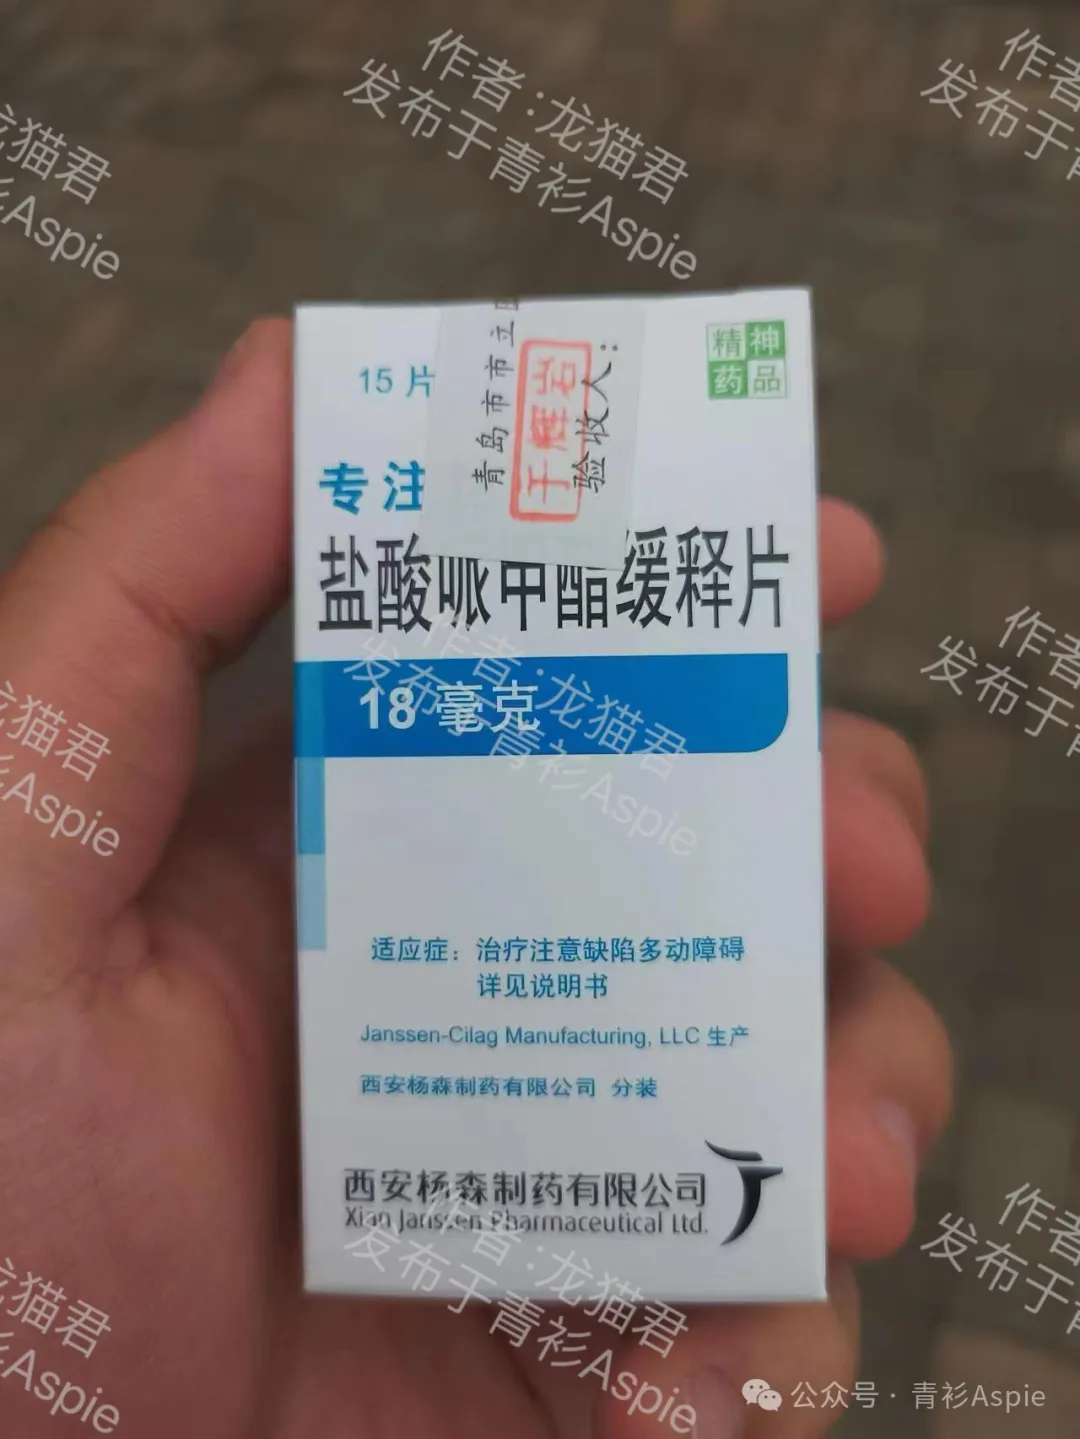 作者:龙猫君
发布于青衫Aspie
15 片
青岛市市立
于辉岩
验收人:
精神
药品
专注
盐酸哌甲酯缓释片
18 毫克
适应症：治疗注意缺陷多动障碍
详见说明书
Janssen-Cilag Manufacturing, LLC 生产
西安杨森制药有限公司 分装
西安杨森制药有限公司
Xian Janssen Pharmaceutical Ltd.
公众号 · 青衫Aspie